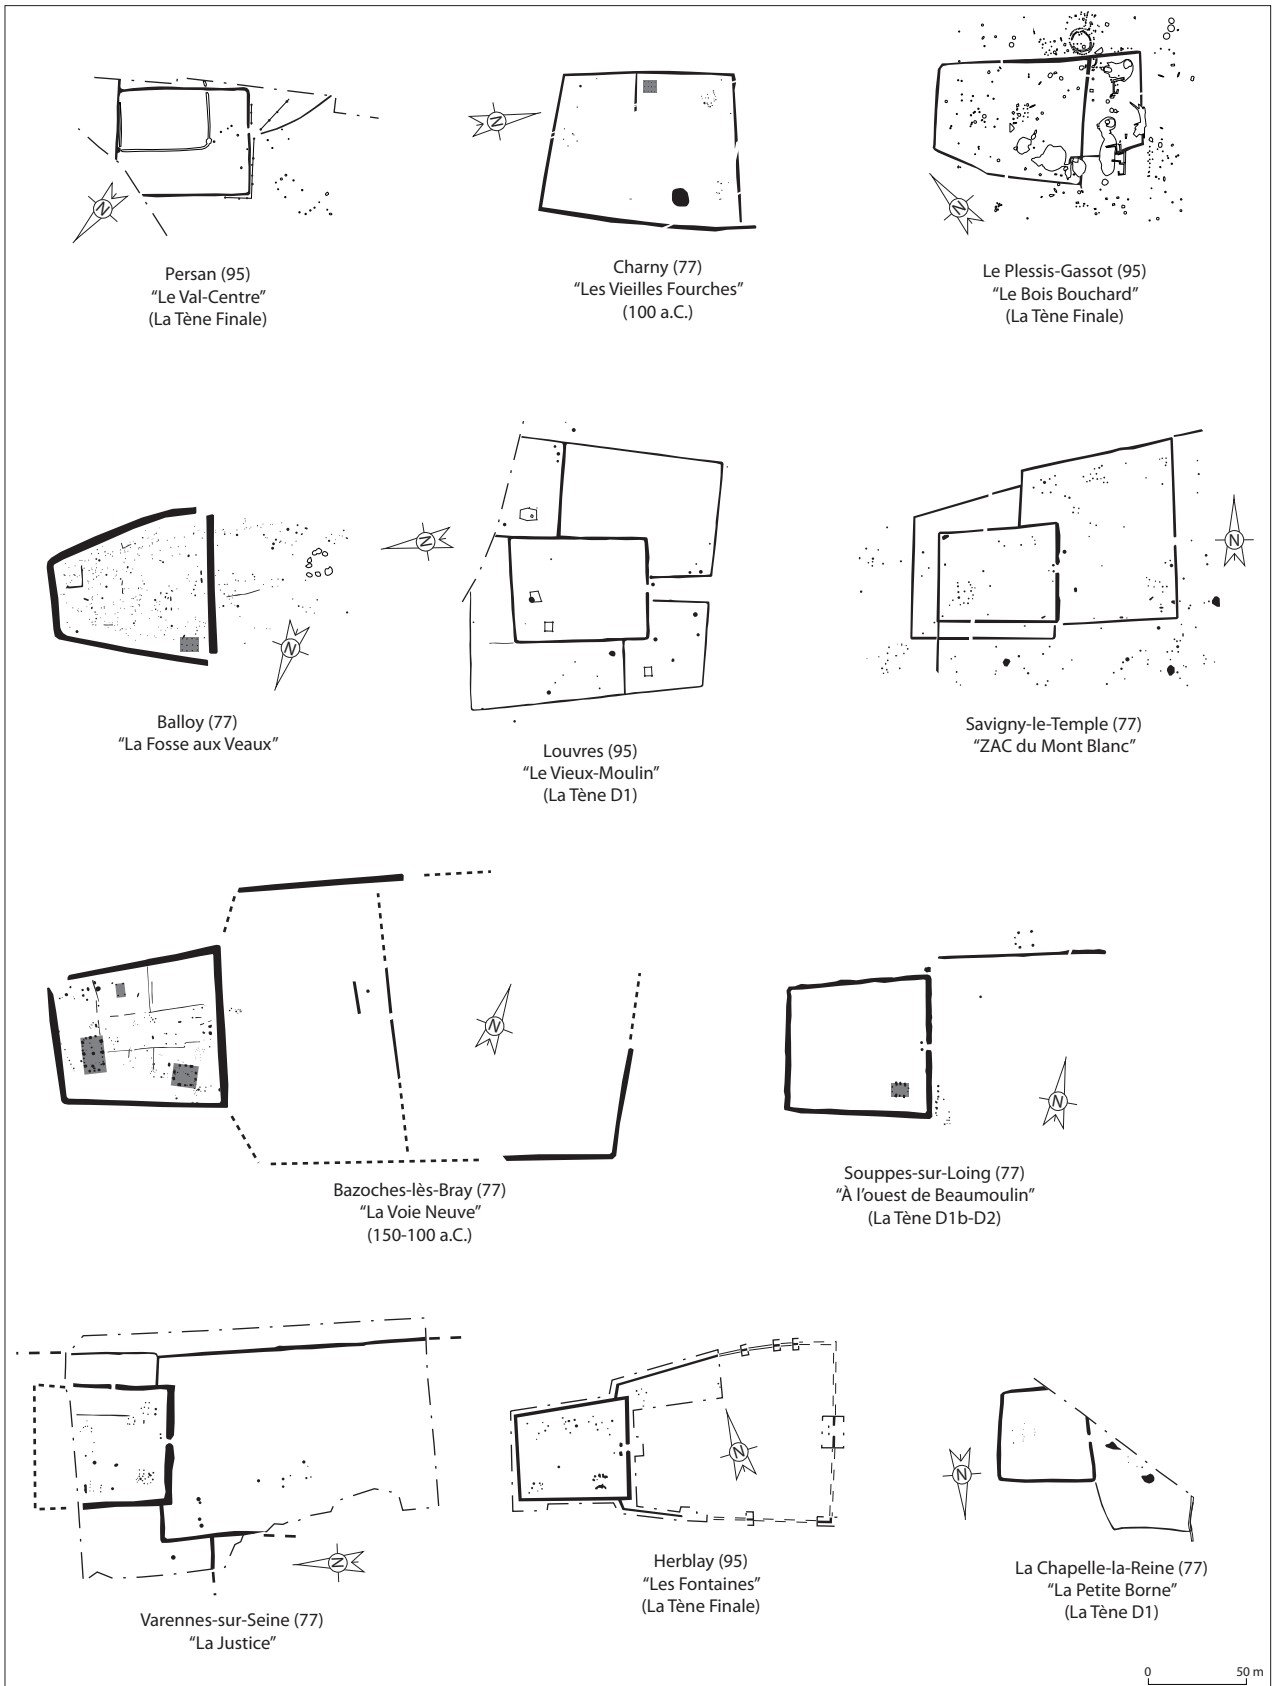 N
Persan (95)
“Le Val-Centre”
(La Tène Finale)
N
Charny (77)
“Les Vieilles Fourches”
(100 a.C.)
N
Le Plessis-Gassot (95)
“Le Bois Bouchard”
(La Tène Finale)
N
Balloy (77)
“La Fosse aux Veaux”
N
Louvres (95)
“Le Vieux-Moulin”
(La Tène D1)
N
Savigny-le-Temple (77)
“ZAC du Mont Blanc”
N
Bazoches-lès-Bray (77)
“La Voie Neuve”
(150-100 a.C.)
N
Souppes-sur-Loing (77)
“À l’ouest de Beaumoulin”
(La Tène D1b-D2)
N
Varennes-sur-Seine (77)
“La Justice”
N
Herblay (95)
“Les Fontaines”
(La Tène Finale)
N
La Chapelle-la-Reine (77)
“La Petite Borne”
(La Tène D1)
0 50 m